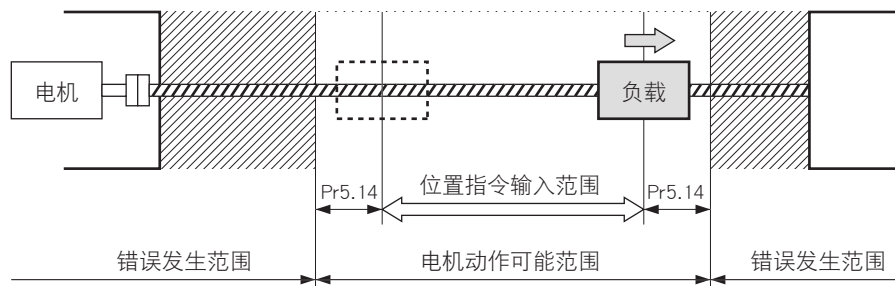 电机
负载
位置指令输入范围
Pr5.14
Pr5.14
错误发生范围
电机动作可能范围
错误发生范围